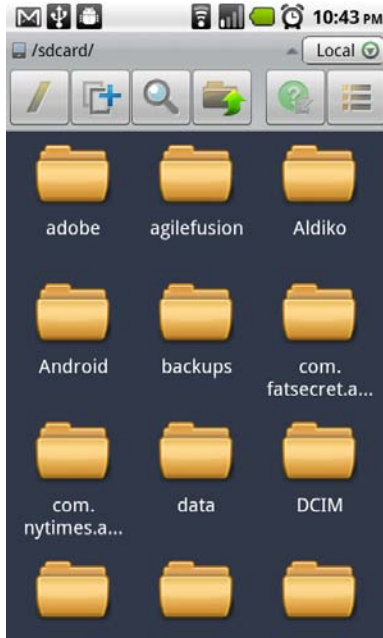 10:43 PM
/sdcard/
Local
adobe
agilefusion
Aldiko
Android
backups
com.
fatsecret.a...
com.
nytimes.a...
data
DCIM